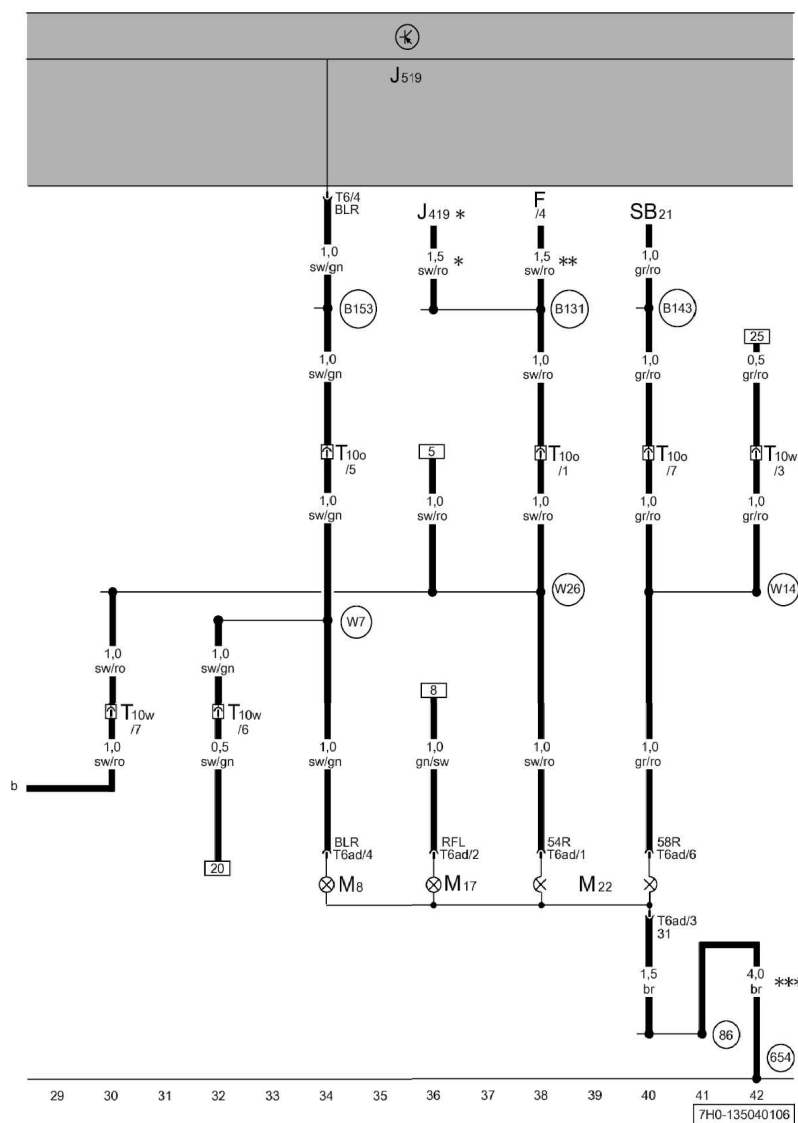 J519
T6/4
BLR
J419 *
F
/4
SB21
1,0
sw/gn
1,5
sw/ro
*
1,5
sw/ro
**
1,0
gr/ro
B153
B131
B143
25
1,0
sw/gn
1,0
sw/ro
1,0
gr/ro
0,5
gr/ro
T10o
/5
5
T10o
/1
T10o
/7
T10w
/3
1,0
sw/gn
1,0
sw/ro
1,0
sw/ro
1,0
gr/ro
1,0
gr/ro
W26
W14
W7
1,0
sw/ro
1,0
sw/gn
8
T10w
/7
T10w
/6
1,0
sw/ro
0,5
sw/gn
1,0
sw/gn
1,0
gn/sw
1,0
sw/ro
1,0
gr/ro
b
20
BLR
T6ad/4
RFL
T6ad/2
54R
T6ad/1
58R
T6ad/6
M8
M17
M22
T6ad/3
31
1,5
br
4,0
br
***
86
654
29 30 31 32 33 34 35 36 37 38 39 40 41 42
7H0-135040106